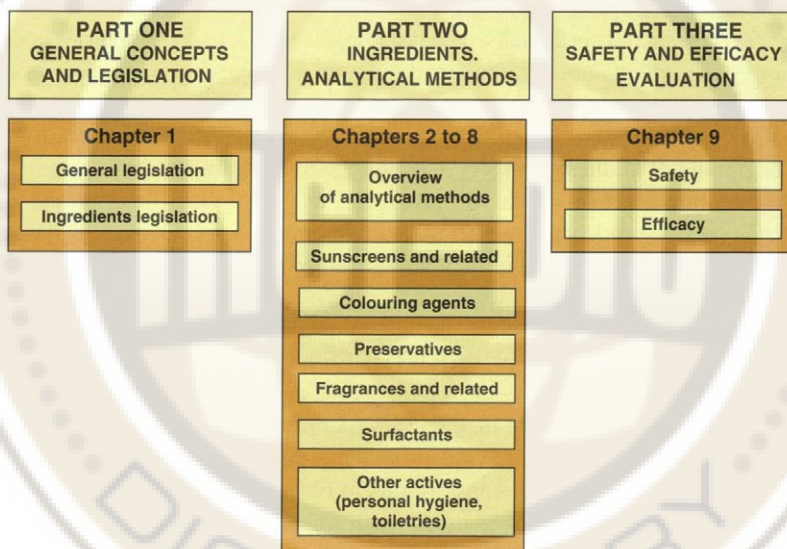 PART ONE
GENERAL CONCEPTS
AND LEGISLATION
Chapter 1
General legislation
Ingredients legislation
PART TWO
INGREDIENTS.
ANALYTICAL METHODS
Chapters 2 to 8
Overview
of analytical methods
Sunscreens and related
Colouring agents
Preservatives
Fragrances and related
Surfactants
Other actives
(personal hygiene,
toiletries)
PART THREE
SAFETY AND EFFICACY
EVALUATION
Chapter 9
Safety
Efficacy